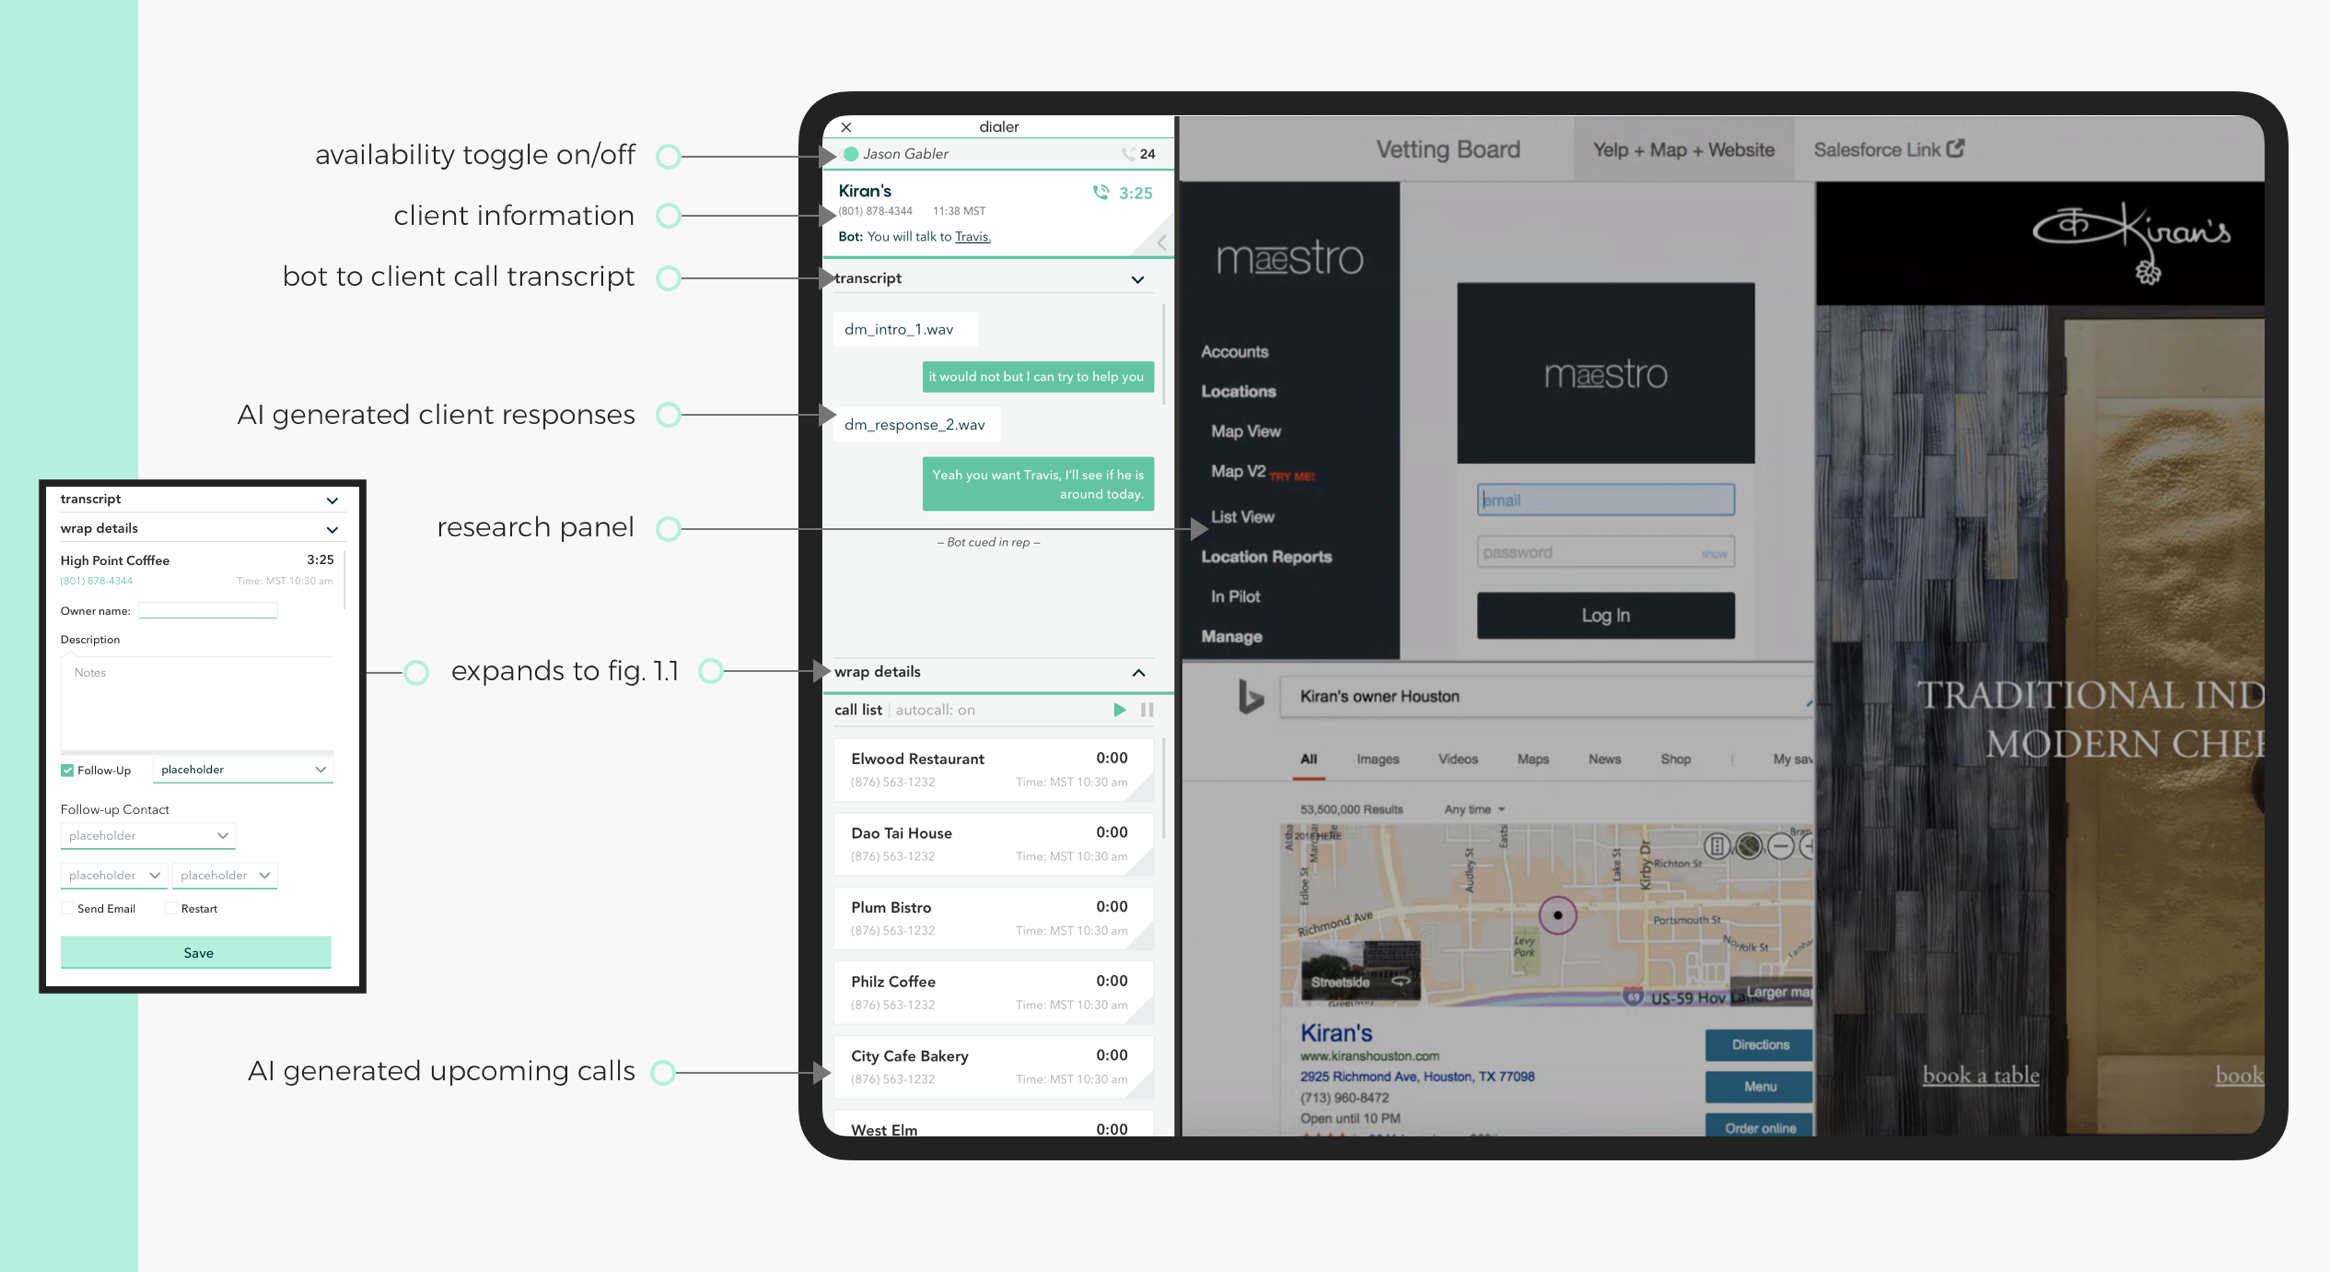 availability toggle on/off
client information
bot to client call transcript
AI generated client responses
research panel
expands to fig. 1.1
AI generated upcoming calls
transcript
wrap details
High Point Cofffee
3:25
(801) 878-4344
Time: MST 10:30 am
Owner name:
Description
Notes
Follow-Up
placeholder
Follow-up Contact
placeholder
placeholder
placeholder
Send Email
Restart
Save
dialer
Jason Gabler
24
Kiran's
3:25
(801) 878-4344
11:38 MST
Bot: You will talk to Travis.
transcript
dm_intro_1.wav
it would not but I can try to help you
dm_response_2.wav
Yeah you want Travis, I'll see if he is
around today.
– Bot cued in rep –
wrap details
call list | autocall: on
Elwood Restaurant
0:00
(876) 563-1232
Time: MST 10:30 am
Dao Tai House
0:00
(876) 563-1232
Time: MST 10:30 am
Plum Bistro
0:00
(876) 563-1232
Time: MST 10:30 am
Philz Coffee
0:00
(876) 563-1232
Time: MST 10:30 am
City Cafe Bakery
0:00
(876) 563-1232
Time: MST 10:30 am
West Elm
0:00
Vetting Board
Yelp + Map + Website
Salesforce Link
maestro
Accounts
Locations
Map View
Map V2 TRY ME!
List View
Location Reports
In Pilot
Manage
maestro
email
password
show
Log In
Kiran's owner Houston
All
Images
Videos
Maps
News
Shop
My sav
53,500,000 Results
Any time
Edloe St
Audley St
Lake St
Kirby Dr
Richton St
Richmond Ave
Portsmouth St
Norfolk St
Levy
Park
Streetside
69
US-59 Hov Lane
Larger map
Kiran's
www.kiranshouston.com
2925 Richmond Ave, Houston, TX 77098
(713) 960-8472
Open until 10 PM
Directions
Menu
Order online
Kiran's
TRADITIONAL IND
MODERN CHEF
book a table
book